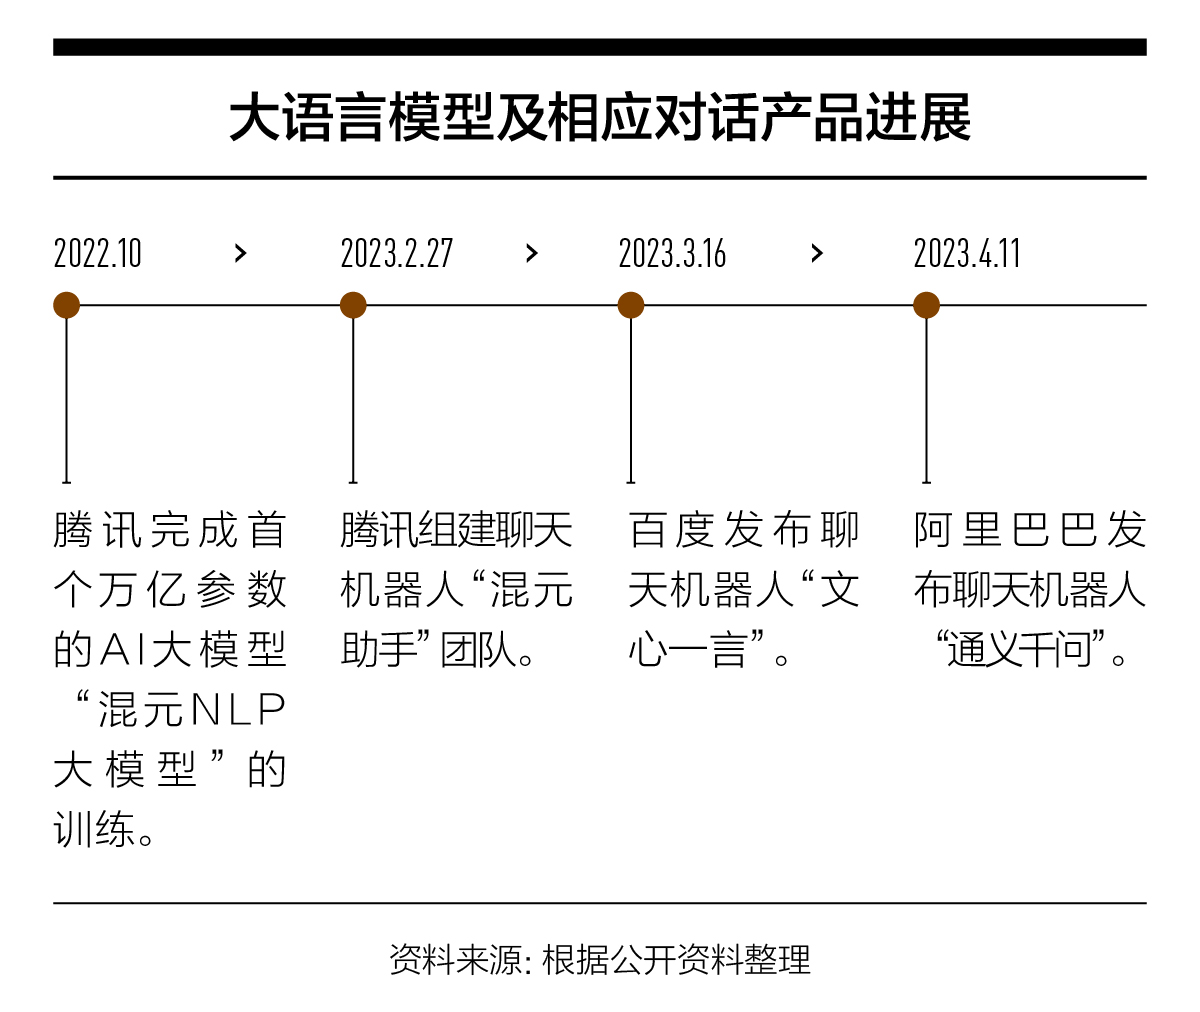 大语言模型及相应对话产品进展
2022.10 > 2023.2.27 > 2023.3.16 > 2023.4.11
腾讯完成首
个万亿参数
的AI大模型
“混元NLP
大模型”的
训练。
腾讯组建聊天
机器人“混元
助手”团队。
百度发布聊
天机器人“文
心一言”。
阿里巴巴发
布聊天机器人
“通义千问”。
资料来源：根据公开资料整理